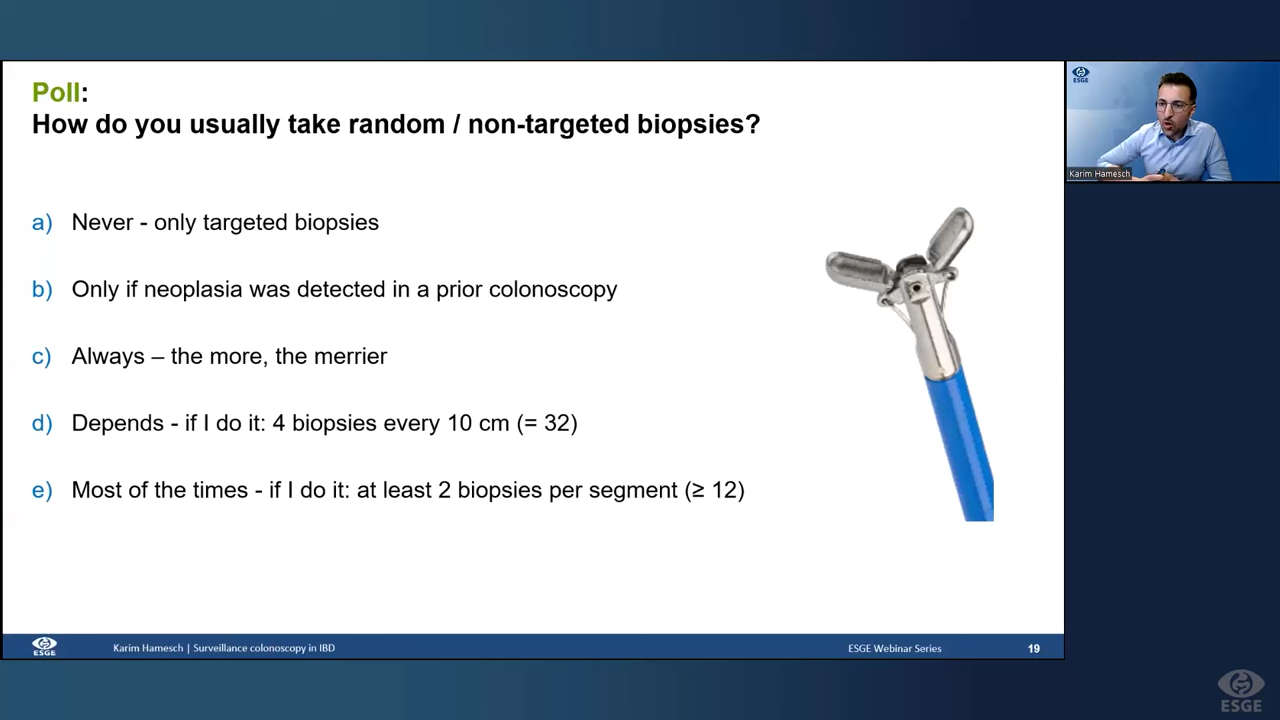 Poll:
How do you usually take random / non-targeted biopsies?
a) Never - only targeted biopsies
b) Only if neoplasia was detected in a prior colonoscopy
c) Always – the more, the merrier
d) Depends - if I do it: 4 biopsies every 10 cm (= 32)
e) Most of the times - if I do it: at least 2 biopsies per segment (≥ 12)
ESGE
Karim Hamesch | Surveillance colonoscopy in IBD
ESGE Webinar Series
19
ESGE
Karim Hamesch
ESGE